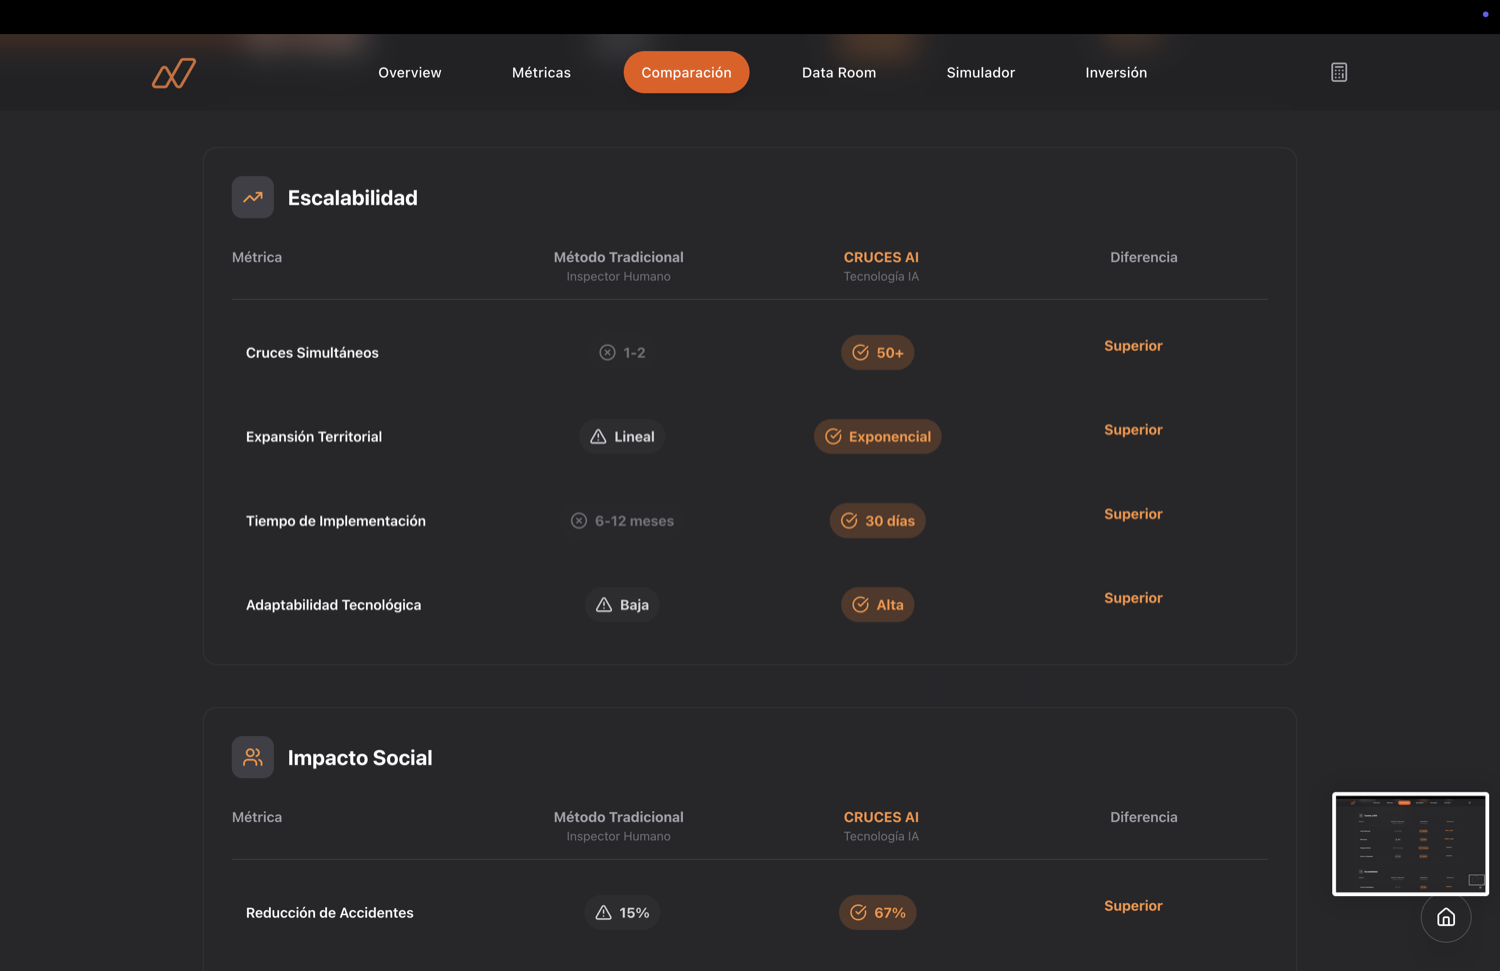 Overview
Métricas
Comparación
Data Room
Simulador
Inversión
Escalabilidad
Métrica
Método Tradicional
Inspector Humano
CRUCES AI
Tecnología IA
Diferencia
Cruces Simultáneos
1-2
50+
Superior
Expansión Territorial
Lineal
Exponencial
Superior
Tiempo de Implementación
6-12 meses
30 días
Superior
Adaptabilidad Tecnológica
Baja
Alta
Superior
Impacto Social
Métrica
Método Tradicional
Inspector Humano
CRUCES AI
Tecnología IA
Diferencia
Reducción de Accidentes
15%
67%
Superior